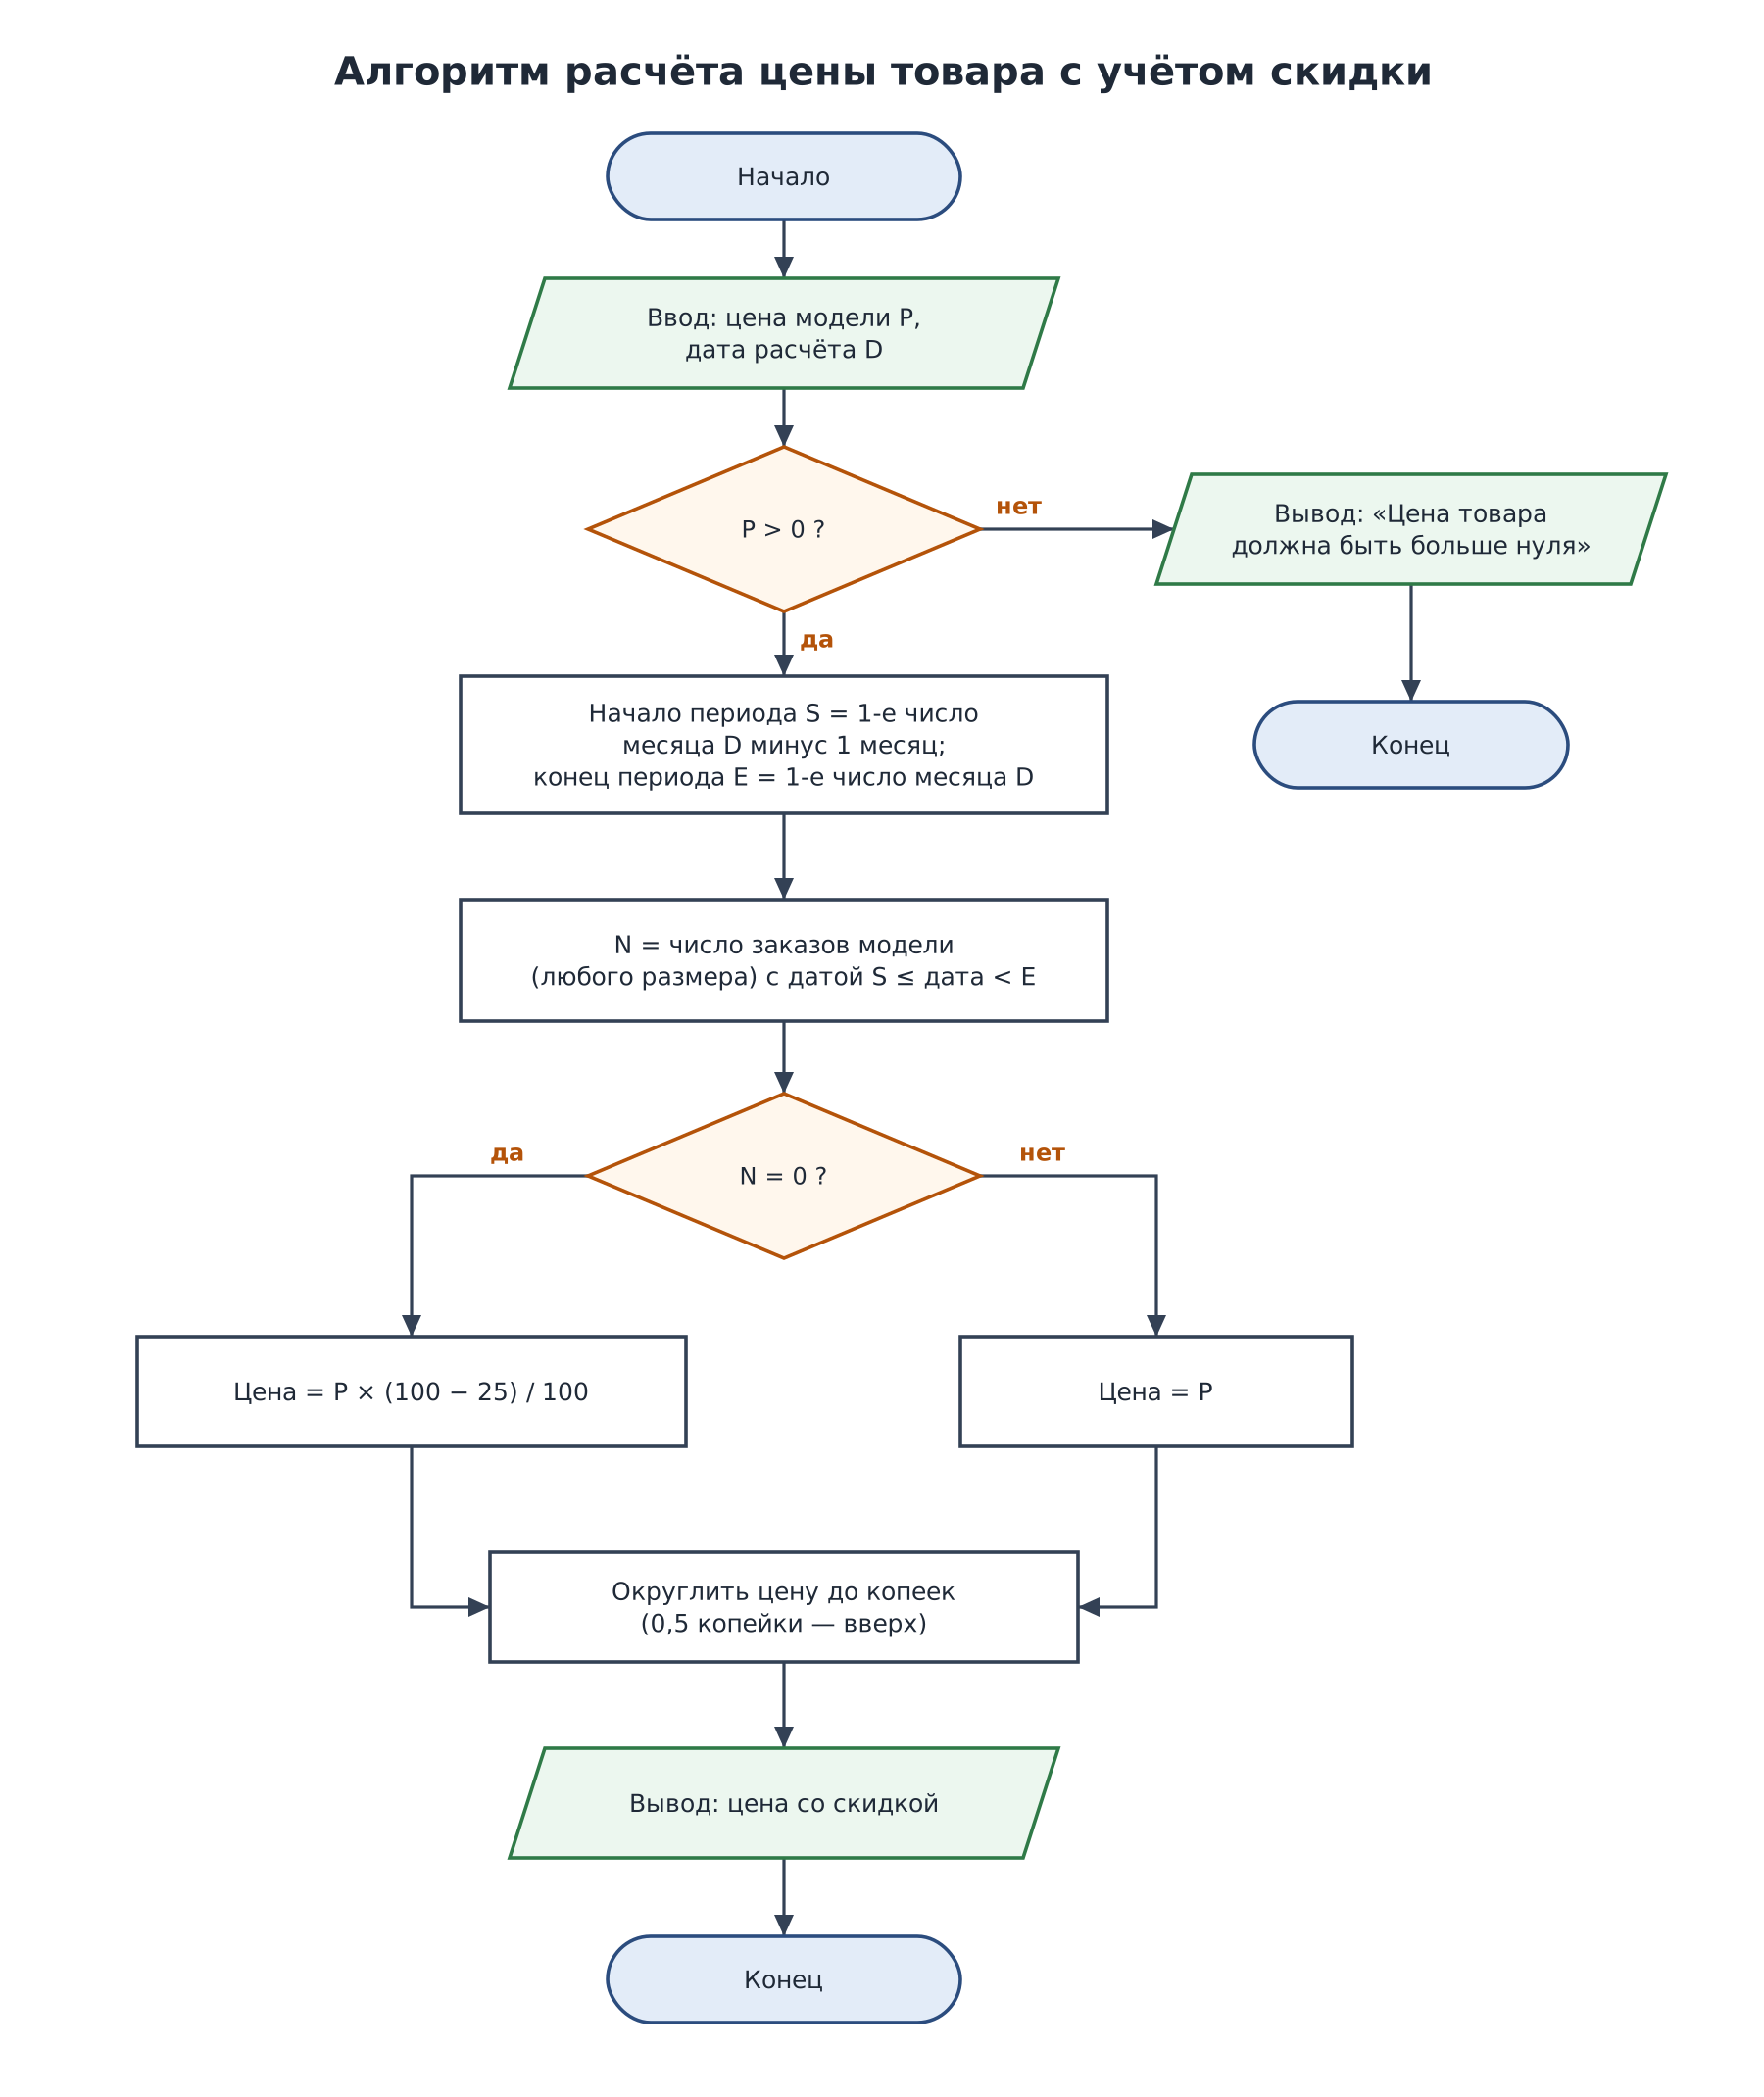 Алгоритм расчёта цены товара с учётом скидки
Начало
Ввод: цена модели P,
дата расчёта D
P > 0 ?
нет
Вывод: «Цена товара
должна быть больше нуля»
Конец
да
Начало периода S = 1-е число
месяца D минус 1 месяц;
конец периода E = 1-е число месяца D
N = число заказов модели
(любого размера) с датой S ≤ дата < E
N = 0 ?
да
нет
Цена = P × (100 − 25) / 100
Цена = P
Округлить цену до копеек
(0,5 копейки — вверх)
Вывод: цена со скидкой
Конец